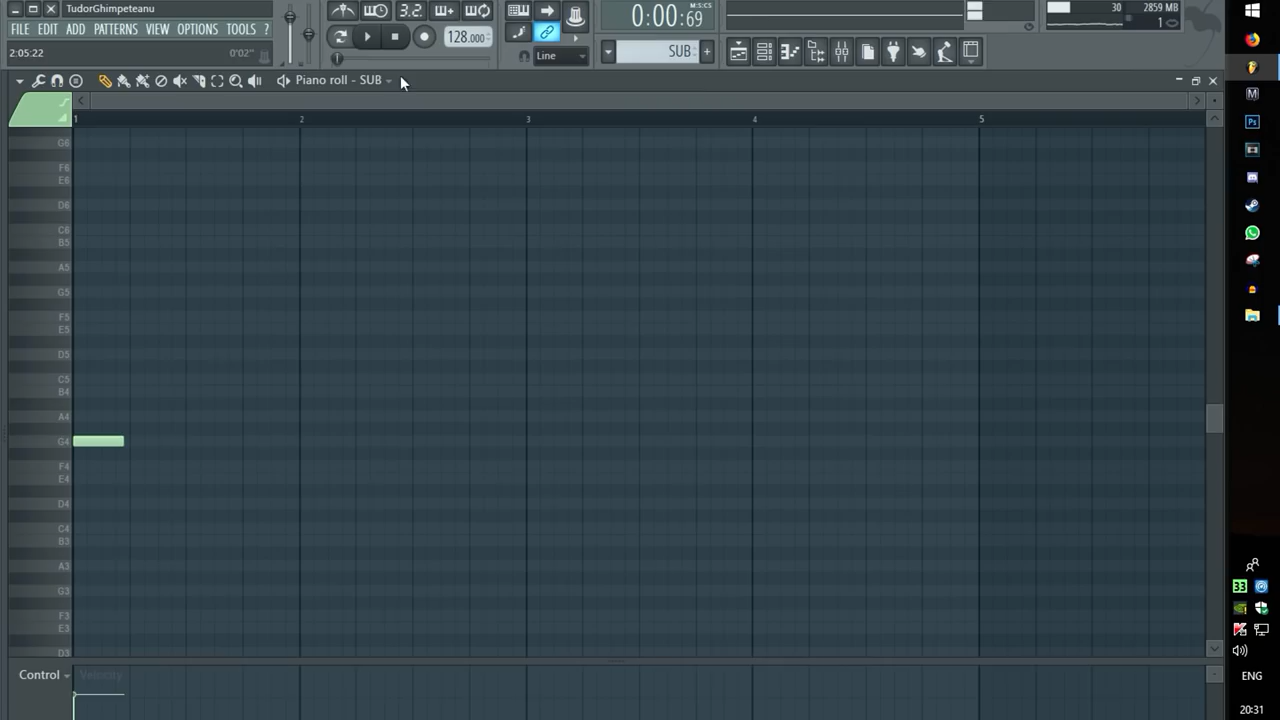 TudorGhimpeteanu
FILE EDIT ADD PATTERNS VIEW OPTIONS TOOLS ?
2:05:22 0'02"
3.2.
128.000
Line
0:00:69
M:S:CS
SUB
30 2859 MB
1
Piano roll - SUB
1 2 3 4 5
G6
F6
E6
D6
C6
B5
A5
G5
F5
E5
D5
C5
B4
A4
G4
F4
E4
D4
C4
B3
A3
G3
F3
E3
D3
Control Velocity
33
ENG
20:31